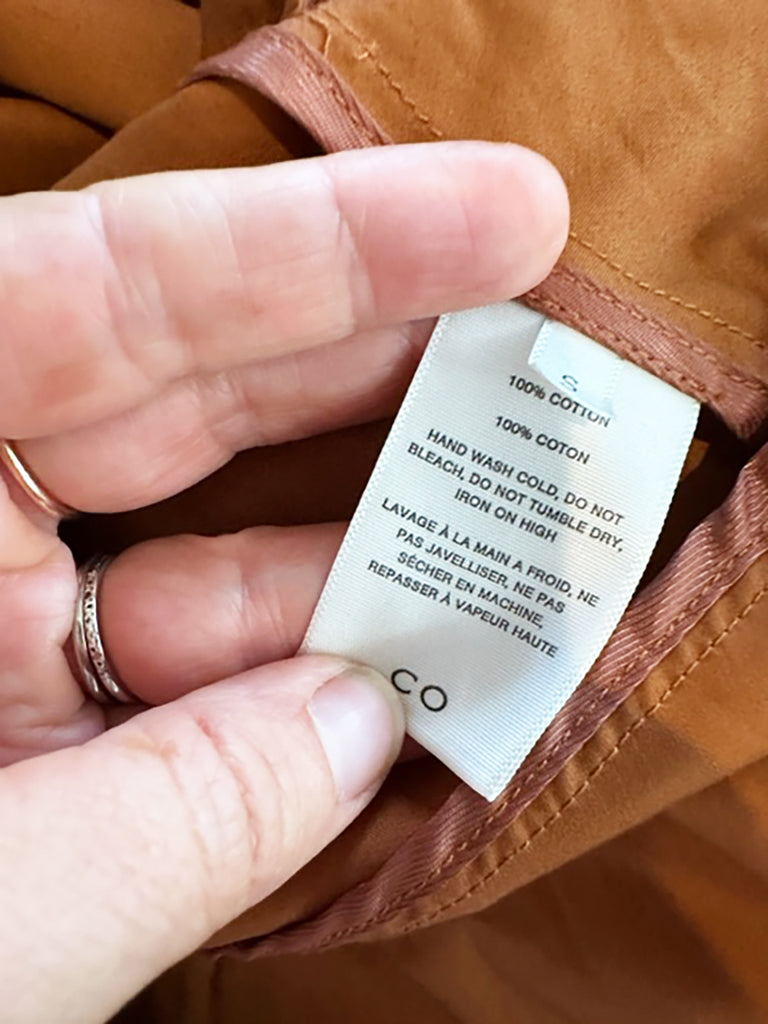 S
100% COTTON
100% COTON
HAND WASH COLD, DO NOT
BLEACH, DO NOT TUMBLE DRY,
IRON ON HIGH
LAVAGE À LA MAIN A FROID, NE
PAS JAVELLISER, NE PAS
SÉCHER EN MACHINE,
REPASSER À VAPEUR HAUTE
CO